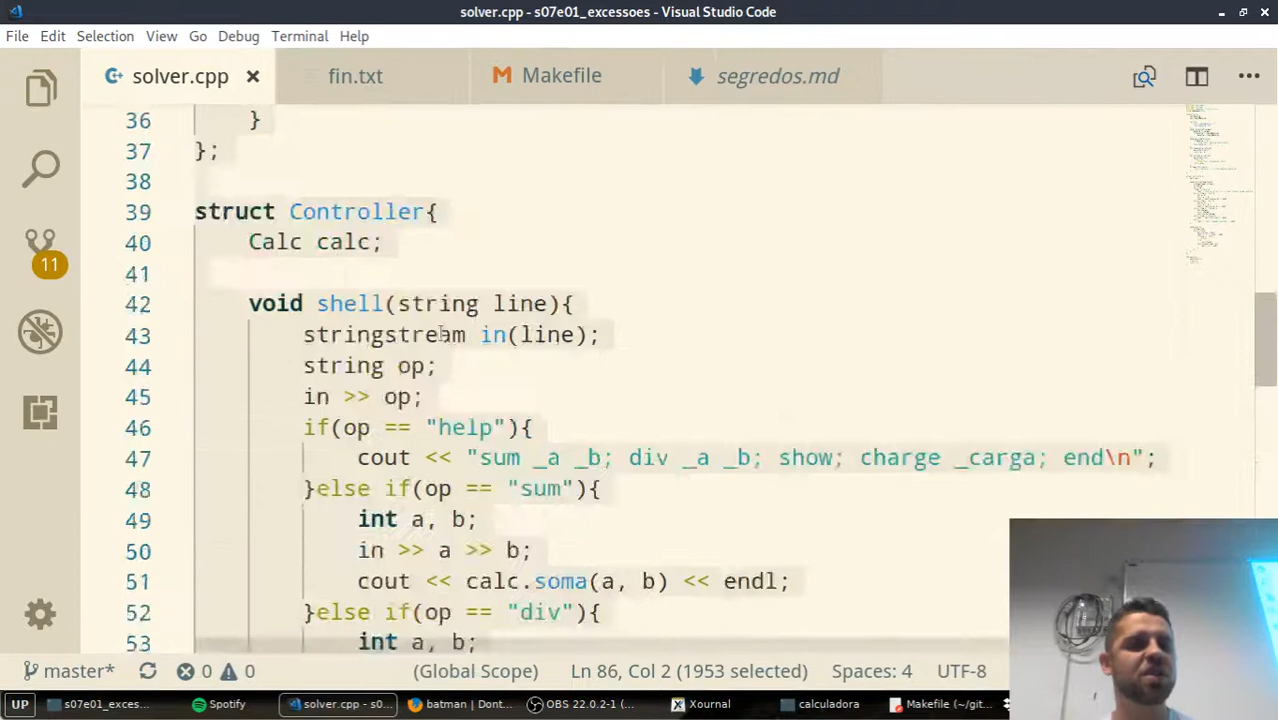 solver.cpp - s07e01_excessoes - Visual Studio Code
File Edit Selection View Go Debug Terminal Help
solver.cpp fin.txt Makefile segredos.md
36 }
37 };
38
39 struct Controller{
40 Calc calc;
41
42 void shell(string line){
43 stringstream in(line);
44 string op;
45 in >> op;
46 if(op == "help"){
47 cout << "sum _a _b; div _a _b; show; charge _carga; end\n";
48 }else if(op == "sum"){
49 int a, b;
50 in >> a >> b;
51 cout << calc.soma(a, b) << endl;
52 }else if(op == "div"){
53 int a, b;
11
master* 0 0 (Global Scope) Ln 86, Col 2 (1953 selected) Spaces: 4 UTF-8
UP s07e01_exces... Spotify solver.cpp - s0... batman | Dont... OBS 22.0.2-1 (... Xournal calculadora Makefile (~/git...